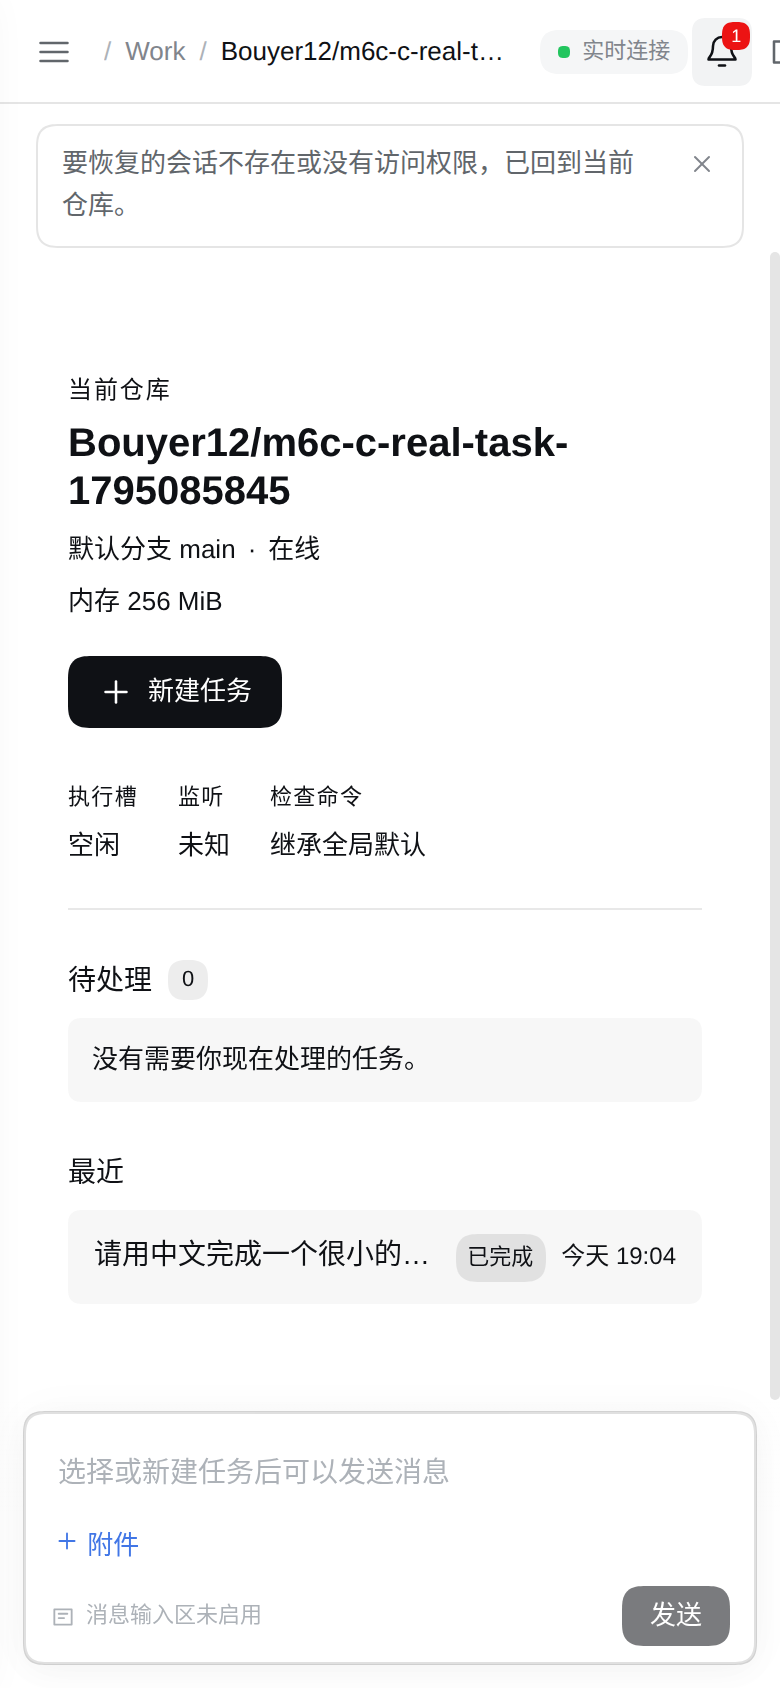 / Work / Bouyer12/m6c-c-real-t…
实时连接
1
要恢复的会话不存在或没有访问权限，已回到当前
仓库。
当前仓库
Bouyer12/m6c-c-real-task-
1795085845
默认分支 main · 在线
内存 256 MiB
新建任务
执行槽 监听 检查命令
空闲 未知 继承全局默认
待处理 0
没有需要你现在处理的任务。
最近
请用中文完成一个很小的… 已完成 今天 19:04
选择或新建任务后可以发送消息
+ 附件
消息输入区未启用
发送